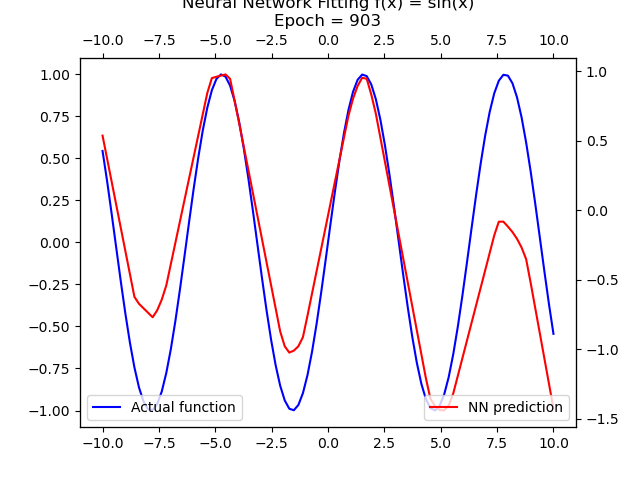 Neural Network Fitting f(x) = sin(x)
Epoch = 903
−10.0 −7.5 −5.0 −2.5 0.0 2.5 5.0 7.5 10.0
1.00 1.0
0.75
0.50 0.5
0.25
0.00 0.0
−0.25
−0.50 −0.5
−0.75
−1.00 −1.0
−1.5
Actual function NN prediction
−10.0 −7.5 −5.0 −2.5 0.0 2.5 5.0 7.5 10.0